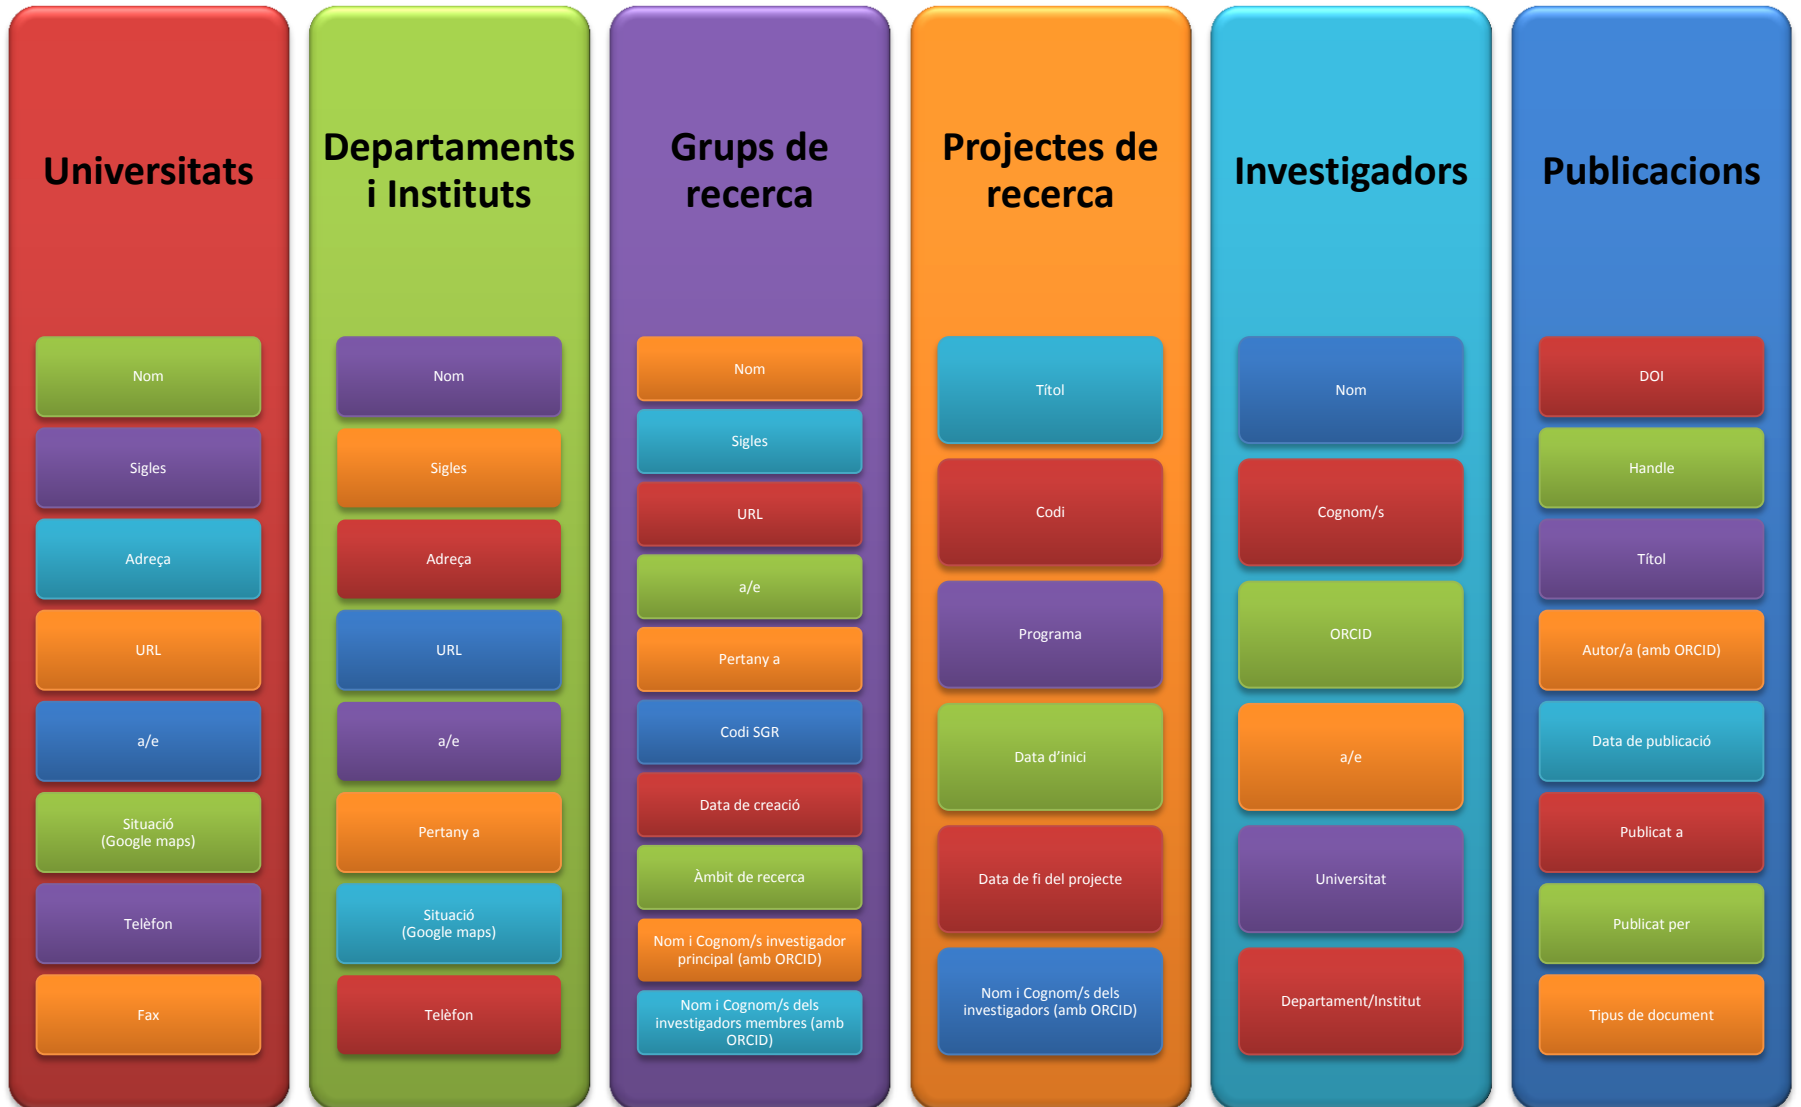 Universitats
Nom
Sigles
Adreça
URL
a/e
Situació
(Google maps)
Telèfon
Fax
Departaments
i Instituts
Nom
Sigles
Adreça
URL
a/e
Pertany a
Situació
(Google maps)
Telèfon
Grups de
recerca
Nom
Sigles
URL
a/e
Pertany a
Codi SGR
Data de creació
Àmbit de recerca
Nom i Cognom/s investigador
principal (amb ORCID)
Nom i Cognom/s dels
investigadors membres (amb
ORCID)
Projectes de
recerca
Títol
Codi
Programa
Data d’inici
Data de fi del projecte
Nom i Cognom/s dels
investigadors (amb ORCID)
Investigadors
Nom
Cognom/s
ORCID
a/e
Universitat
Departament/Institut
Publicacions
DOI
Handle
Títol
Autor/a (amb ORCID)
Data de publicació
Publicat a
Publicat per
Tipus de document